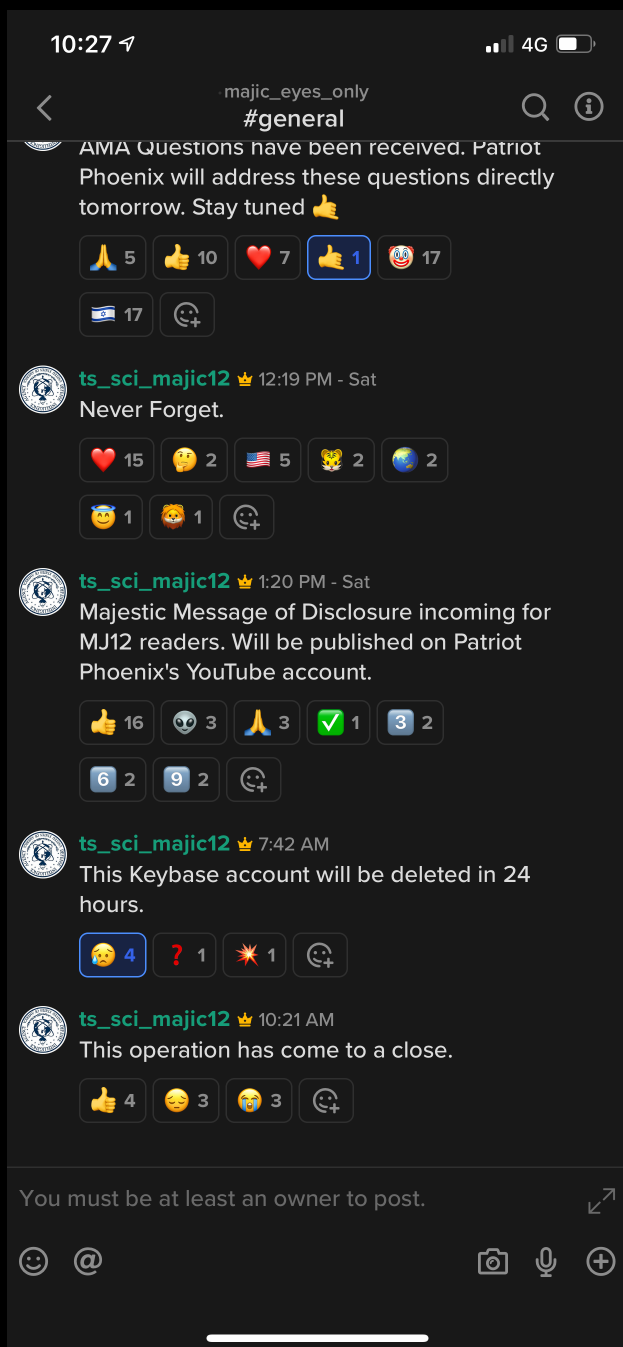 10:27
4G
majic_eyes_only
#general
AMA Questions have been received. Patriot
Phoenix will address these questions directly
tomorrow. Stay tuned 🤙
🙏 5 👍 10 ❤️ 7 🤙 1 🤡 17
🇮🇱 17
ts_sci_majic12 12:19 PM - Sat
Never Forget.
❤️ 15 🤔 2 🇺🇸 5 🐯 2 🌏 2
😇 1 🦁 1
ts_sci_majic12 1:20 PM - Sat
Majestic Message of Disclosure incoming for
MJ12 readers. Will be published on Patriot
Phoenix's YouTube account.
👍 16 👽 3 🙏 3 ✅ 1 3️⃣ 2
6️⃣ 2 9️⃣ 2
ts_sci_majic12 7:42 AM
This Keybase account will be deleted in 24
hours.
😥 4 ❓ 1 💥 1
ts_sci_majic12 10:21 AM
This operation has come to a close.
👍 4 😔 3 😭 3
You must be at least an owner to post.
@